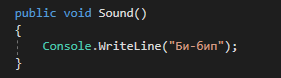 public void Sound()
{
Console.WriteLine("Би-бип");
}